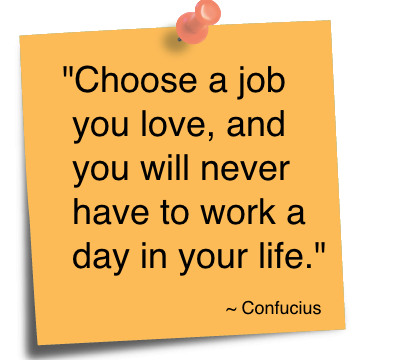 "Choose a job
you love, and
you will never
have to work a
day in your life."
~ Confucius